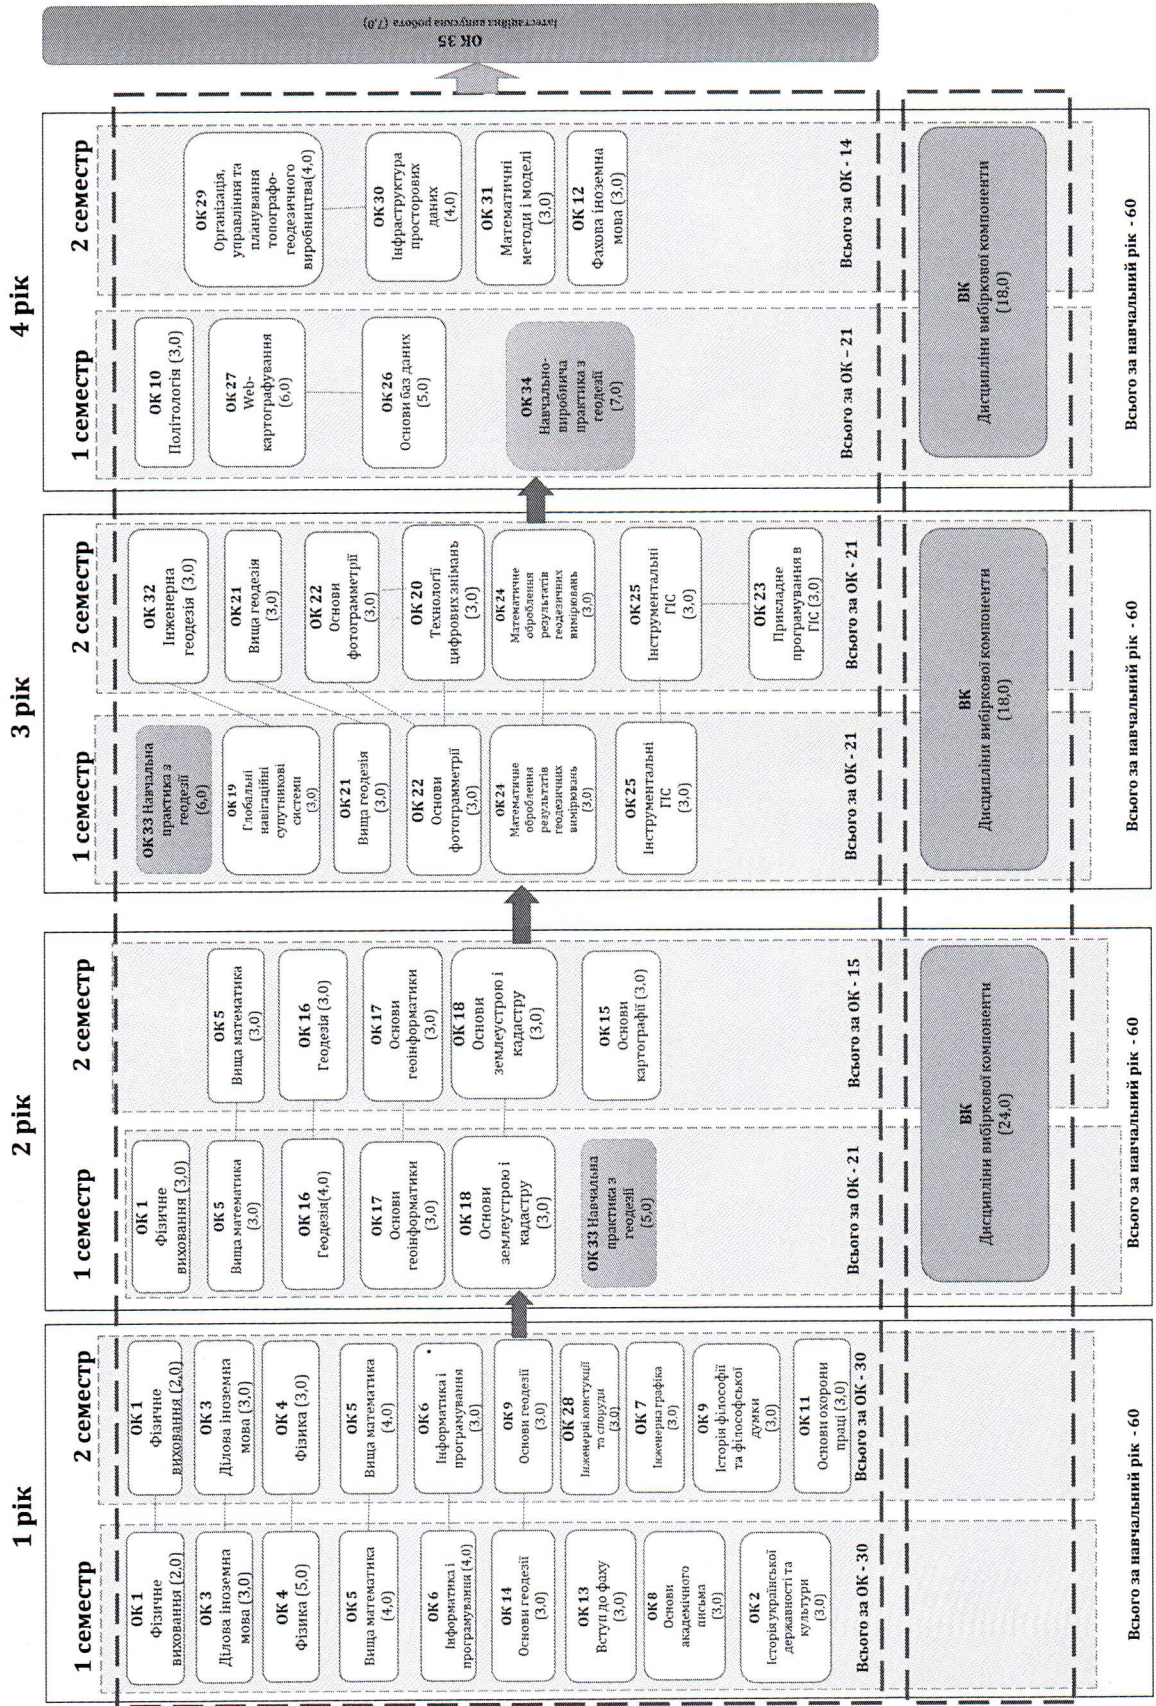 1 рік
1 семестр
ОК 1
Фізичне
виховання (2,0)
ОК 3
Ділова іноземна
мова (3,0)
ОК 4
Фізика (5,0)
ОК 5
Вища математика
(4,0)
ОК 6
Інформатика і
програмування (4,0)
ОК 14
Основи геодезії
(3,0)
ОК 13
Вступ до фаху
(3,0)
ОК 8
Основи
академічного
письма
(3,0)
ОК 2
Історія української
державності та
культури
(3,0)
Всього за ОК - 30
2 семестр
ОК 1
Фізичне
виховання (2,0)
ОК 3
Ділова іноземна
мова (3,0)
ОК 4
Фізика (3,0)
ОК 5
Вища математика
(4,0)
ОК 6
Інформатика і
програмування
(3,0)
ОК 9
Основи геодезії
(3,0)
ОК 28
Інженерні констукції
та споруди
(3,0)
ОК 7
Інженерна графіка
(3,0)
ОК 9
Історія філософії
та філософської
думки
(3,0)
ОК 11
Основи охорони
праці (3,0)
Всього за ОК - 30
Всього за навчальний рік - 60
2 рік
1 семестр
ОК 1
Фізичне
виховання (3,0)
ОК 5
Вища математика
(3,0)
ОК 16
Геодезія(4,0)
ОК 17
Основи
геоінформатики
(3,0)
ОК 18
Основи
землеустрою і
кадастру
(3,0)
ОК 33 Навчальна
практика з
геодезії
(5,0)
Всього за ОК - 21
2 семестр
ОК 5
Вища математика
(3,0)
ОК 16
Геодезія (3,0)
ОК 17
Основи
геоінформатики
(3,0)
ОК 18
Основи
землеустрою і
кадастру
(3,0)
ОК 15
Основи
картографії (3,0)
Всього за ОК - 15
ВК
Дисципліни вибіркової компоненти
(24,0)
Всього за навчальний рік - 60
3 рік
1 семестр
ОК 33 Навчальна
практика з
геодезії
(6,0)
ОК 19
Глобальні
навігаційні
супутникові
системи
(3,0)
ОК 21
Вища геодезія
(3,0)
ОК 22
Основи
фотограмметрії
(3,0)
ОК 24
Математичне
оброблення
результатів
геодезичних
вимірювань
(3,0)
ОК 25
Інструментальні
ГІС
(3,0)
Всього за ОК - 21
2 семестр
ОК 32
Інженерна
геодезія (3,0)
ОК 21
Вища геодезія
(3,0)
ОК 22
Основи
фотограмметрії
(3,0)
ОК 20
Технології
цифрових знімань
(3,0)
ОК 24
Математичне
оброблення
результатів
геодезичних
вимірювань
(3,0)
ОК 25
Інструментальні
ГІС
(3,0)
ОК 23
Прикладне
програмування в
ГІС (3,0)
Всього за ОК - 21
ВК
Дисципліни вибіркової компоненти
(18,0)
Всього за навчальний рік - 60
4 рік
1 семестр
ОК 10
Політологія (3,0)
ОК 27
Web-
картографування
(6,0)
ОК 26
Основи баз даних
(5,0)
ОК 34
Навчально-
виробнича
практика з
геодезії
(7,0)
Всього за ОК – 21
2 семестр
ОК 29
Організація,
управління та
планування
топографо-
геодезичного
виробництва(4,0)
ОК 30
Інфраструктура
просторових
даних
(4,0)
ОК 31
Математичні
методи і моделі
(3,0)
ОК 12
Фахова іноземна
мова (3,0)
Всього за ОК - 14
ВК
Дисципліни вибіркової компоненти
(18,0)
Всього за навчальний рік - 60
ОК 35
випускна робота (7,0)